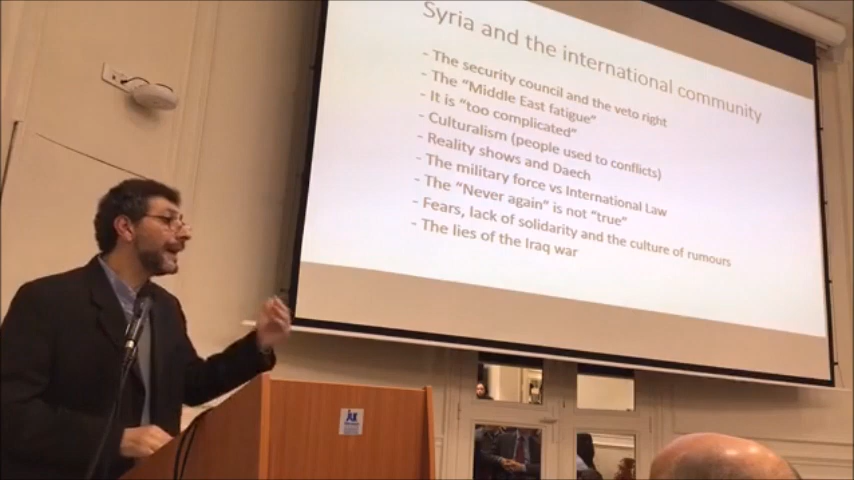 Syria and the international community
- The security council and the veto right
- The "Middle East fatigue"
- It is "too complicated"
- Culturalism (people used to conflicts)
- Reality shows and Daech
- The military force vs International Law
- The "Never again" is not "true"
- Fears, lack of solidarity and the culture of rumours
- The lies of the Iraq war